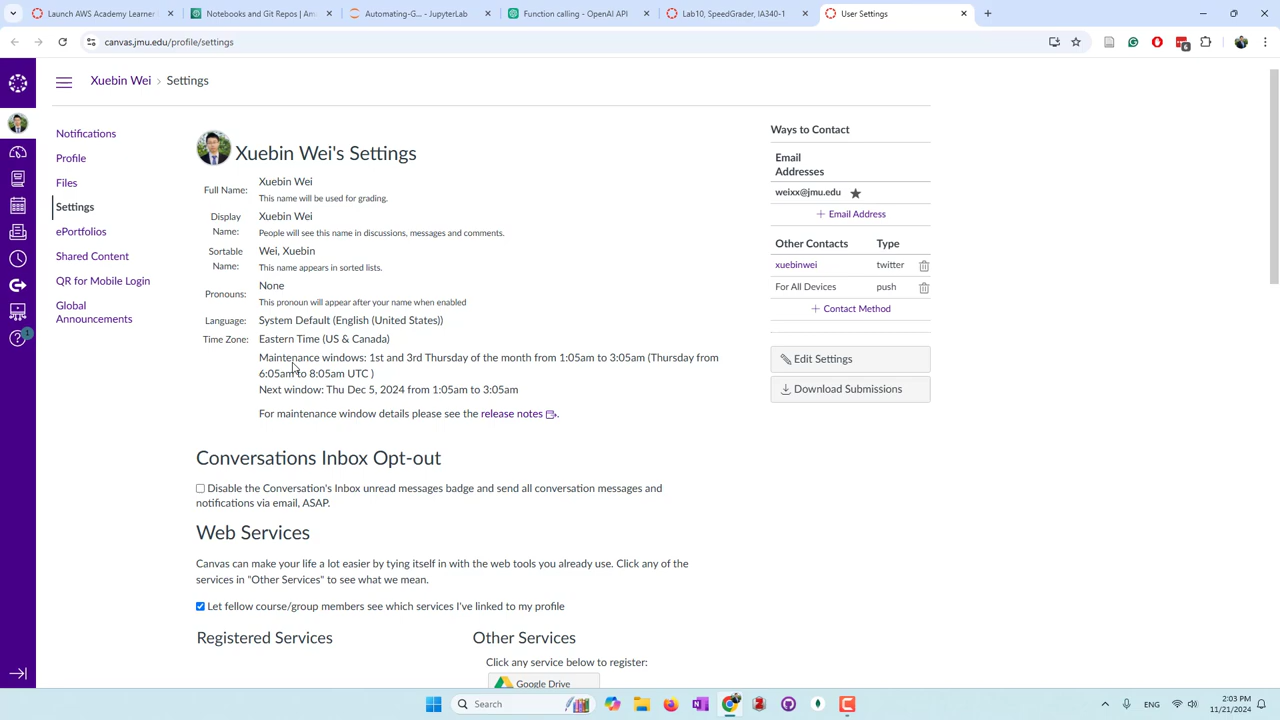 Launch AWS Academy Learner
Notebooks and Git Repos | Am
Automating-G... - JupyterLab
Function calling - OpenAI API
Lab10, SpeedGrader, IA340-1
User Settings
canvas.jmu.edu/profile/settings
6
Xuebin Wei > Settings
Notifications
Profile
Files
Settings
ePortfolios
Shared Content
QR for Mobile Login
Global
Announcements
1
Xuebin Wei's Settings
Full Name: Xuebin Wei
This name will be used for grading.
Display Name: Xuebin Wei
People will see this name in discussions, messages and comments.
Sortable Name: Wei, Xuebin
This name appears in sorted lists.
Pronouns: None
This pronoun will appear after your name when enabled
Language: System Default (English (United States))
Time Zone: Eastern Time (US & Canada)
Maintenance windows: 1st and 3rd Thursday of the month from 1:05am to 3:05am (Thursday from
6:05am to 8:05am UTC )
Next window: Thu Dec 5, 2024 from 1:05am to 3:05am
For maintenance window details please see the release notes.
Ways to Contact
Email
Addresses
weixx@jmu.edu
+ Email Address
Other Contacts Type
xuebinwei twitter
For All Devices push
+ Contact Method
Edit Settings
Download Submissions
Conversations Inbox Opt-out
Disable the Conversation's Inbox unread messages badge and send all conversation messages and
notifications via email, ASAP.
Web Services
Canvas can make your life a lot easier by tying itself in with the web tools you already use. Click any of the
services in "Other Services" to see what we mean.
Let fellow course/group members see which services I've linked to my profile
Registered Services
Other Services
Click any service below to register:
Google Drive
Search
ENG
2:03 PM
11/21/2024